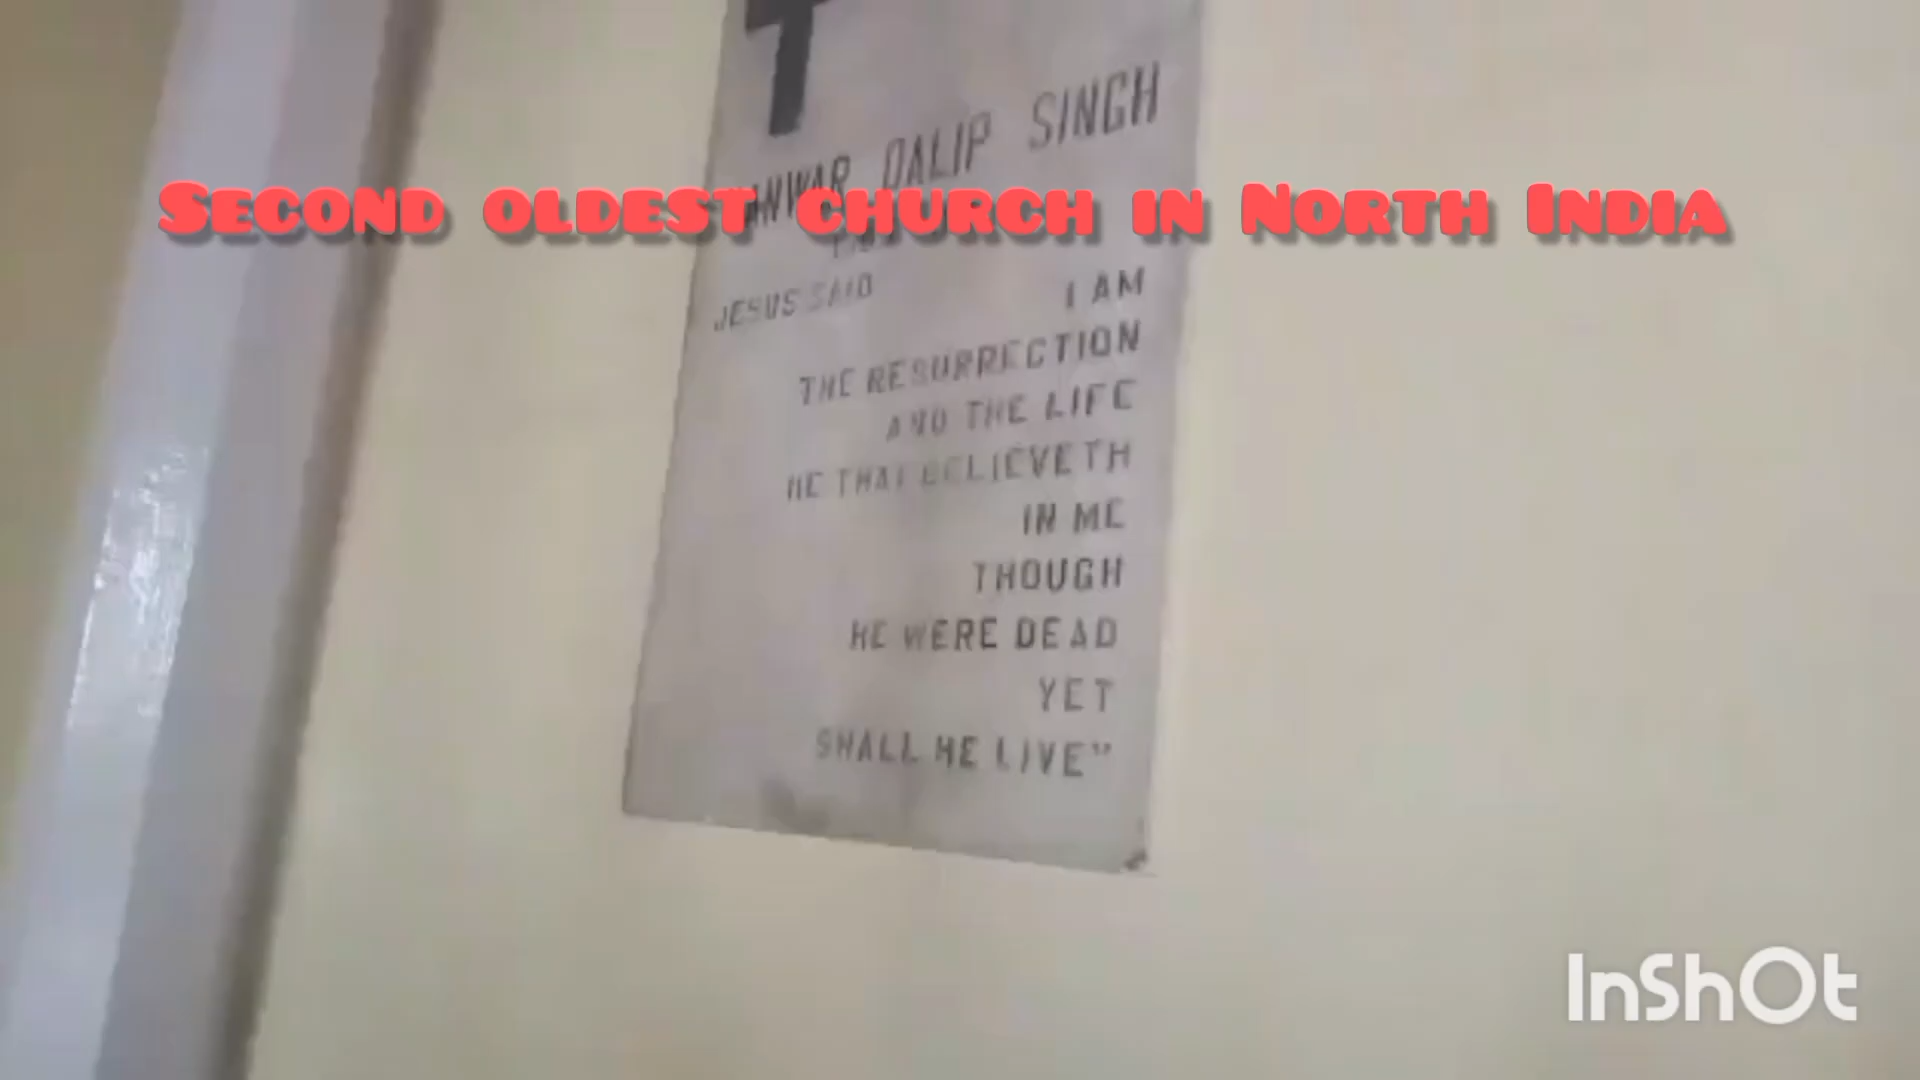 DALIP SINGH
Second oldest church in North India
JESUS SAID I AM
THE RESURRECTION
AND THE LIFE
HE THAT BELIEVETH
IN ME
THOUGH
HE WERE DEAD
YET
SHALL HE LIVE"
InShOt